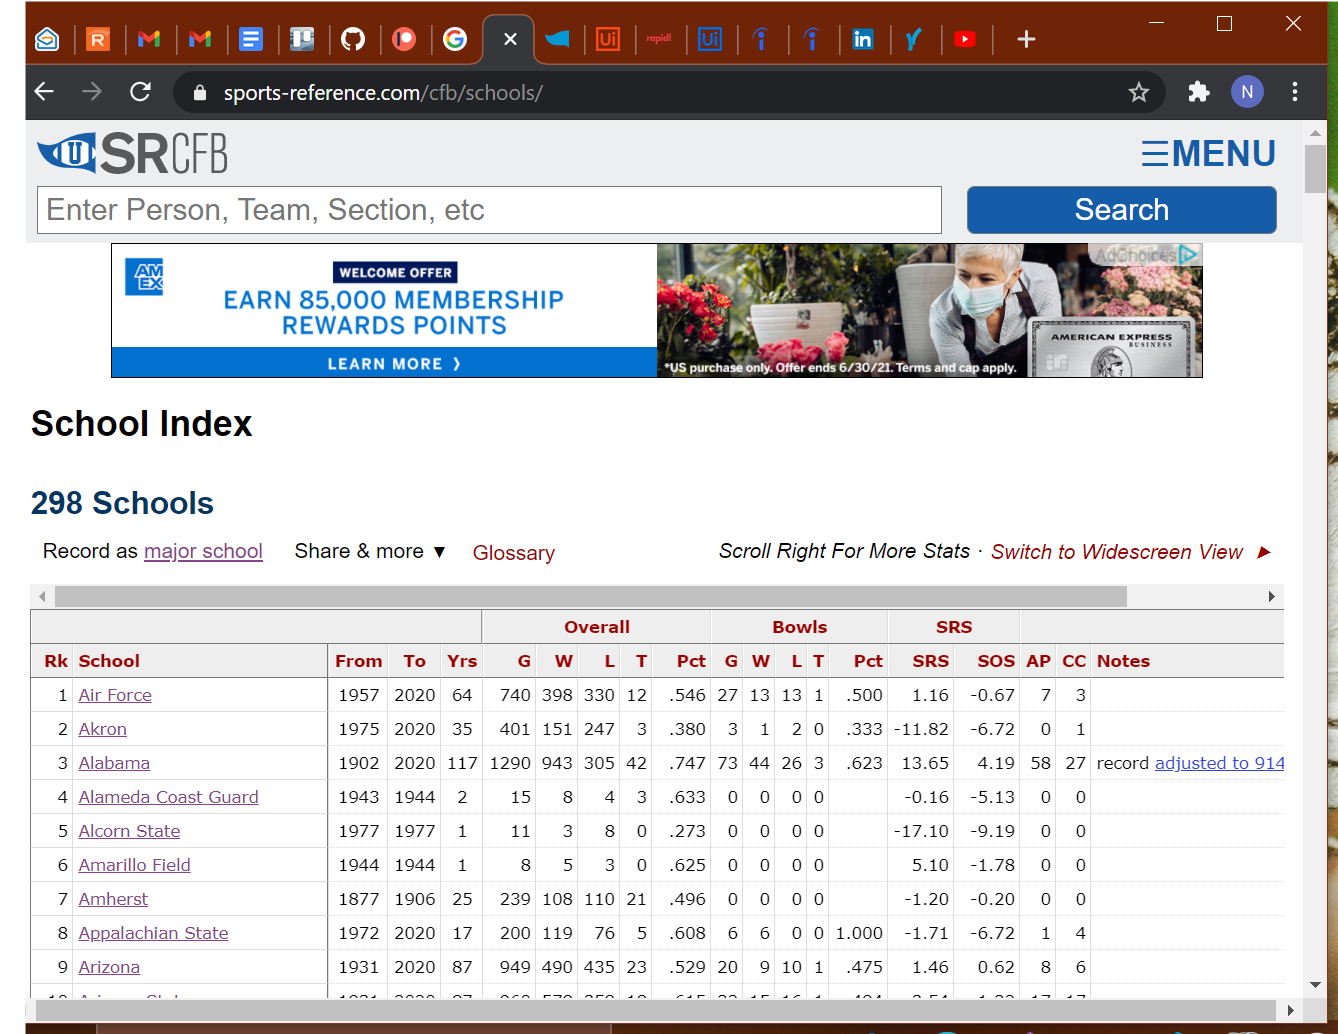 sports-reference.com/cfb/schools/
N
U SRCFB
MENU
Enter Person, Team, Section, etc
Search
AM
EX
WELCOME OFFER
EARN 85,000 MEMBERSHIP
REWARDS POINTS
LEARN MORE ❭
AdChoices
AMERICAN EXPRESS
BUSINESS
*US purchase only. Offer ends 6/30/21. Terms and cap apply.
School Index
298 Schools
Record as major school Share & more ▼ Glossary Scroll Right For More Stats · Switch to Widescreen View ►
Overall Bowls SRS
Rk School From To Yrs G W L T Pct G W L T Pct SRS SOS AP CC Notes
1 Air Force 1957 2020 64 740 398 330 12 .546 27 13 13 1 .500 1.16 -0.67 7 3
2 Akron 1975 2020 35 401 151 247 3 .380 3 1 2 0 .333 -11.82 -6.72 0 1
3 Alabama 1902 2020 117 1290 943 305 42 .747 73 44 26 3 .623 13.65 4.19 58 27 record adjusted to 914
4 Alameda Coast Guard 1943 1944 2 15 8 4 3 .633 0 0 0 0 -0.16 -5.13 0 0
5 Alcorn State 1977 1977 1 11 3 8 0 .273 0 0 0 0 -17.10 -9.19 0 0
6 Amarillo Field 1944 1944 1 8 5 3 0 .625 0 0 0 0 5.10 -1.78 0 0
7 Amherst 1877 1906 25 239 108 110 21 .496 0 0 0 0 -1.20 -0.20 0 0
8 Appalachian State 1972 2020 17 200 119 76 5 .608 6 6 0 0 1.000 -1.71 -6.72 1 4
9 Arizona 1931 2020 87 949 490 435 23 .529 20 9 10 1 .475 1.46 0.62 8 6